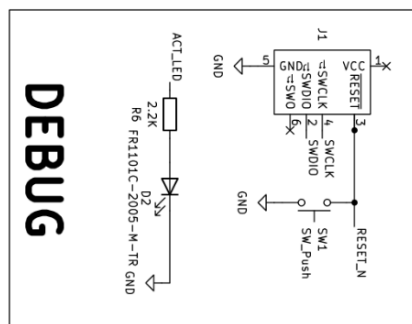 DEBUG
ACT_LED
R6
2.2K
D2
FR1101C-2005-M-TR
GND
J1
GND
5
GND
VCC
1
SWO
SWDIO
SWCLK
RESET
6
2
4
3
SWDIO
SWCLK
GND
SW1
SW_Push
RESET_N